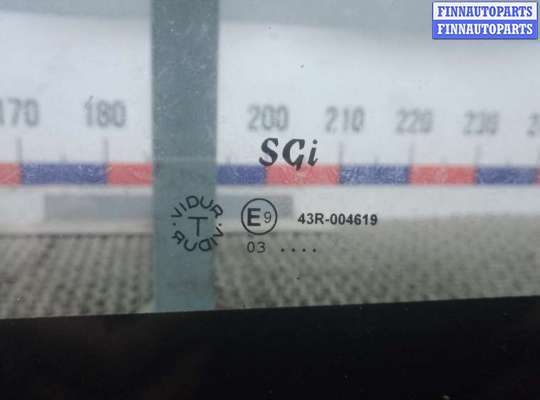 FINNAUTOPARTS
FINNAUTOPARTS
170 180 200 210 220 230
SGi
VIDUR · VIDUR ·
T
E9 43R-004619
03 ....